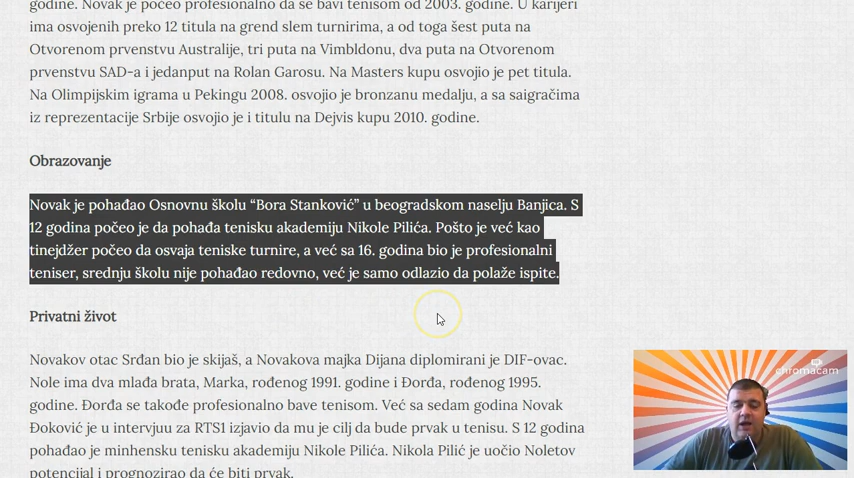 godine. Novak je počeo profesionalno da se bavi tenisom od 2003. godine. U karijeri
ima osvojenih preko 12 titula na grend slem turnirima, a od toga šest puta na
Otvorenom prvenstvu Australije, tri puta na Vimbldonu, dva puta na Otvorenom
prvenstvu SAD-a i jedanput na Rolan Garosu. Na Masters kupu osvojio je pet titula.
Na Olimpijskim igrama u Pekingu 2008. osvojio je bronzanu medalju, a sa saigračima
iz reprezentacije Srbije osvojio je i titulu na Dejvis kupu 2010. godine.
Obrazovanje
Novak je pohađao Osnovnu školu “Bora Stanković” u beogradskom naselju Banjica. S
12 godina počeo je da pohađa tenisku akademiju Nikole Pilića. Pošto je već kao
tinejdžer počeo da osvaja teniske turnire, a već sa 16. godina bio je profesionalni
teniser, srednju školu nije pohađao redovno, već je samo odlazio da polaže ispite.
Privatni život
Novakov otac Srđan bio je skijaš, a Novakova majka Dijana diplomirani je DIF-ovac.
Nole ima dva mlađa brata, Marka, rođenog 1991. godine i Đorđa, rođenog 1995.
godine. Đorđa se takođe profesionalno bave tenisom. Već sa sedam godina Novak
Đoković je u intervjuu za RTS1 izjavio da mu je cilj da bude prvak u tenisu. S 12 godina
pohađao je minhensku tenisku akademiju Nikole Pilića. Nikola Pilić je uočio Noletov
potencijal i prognozirao da će biti prvak.
chromacam